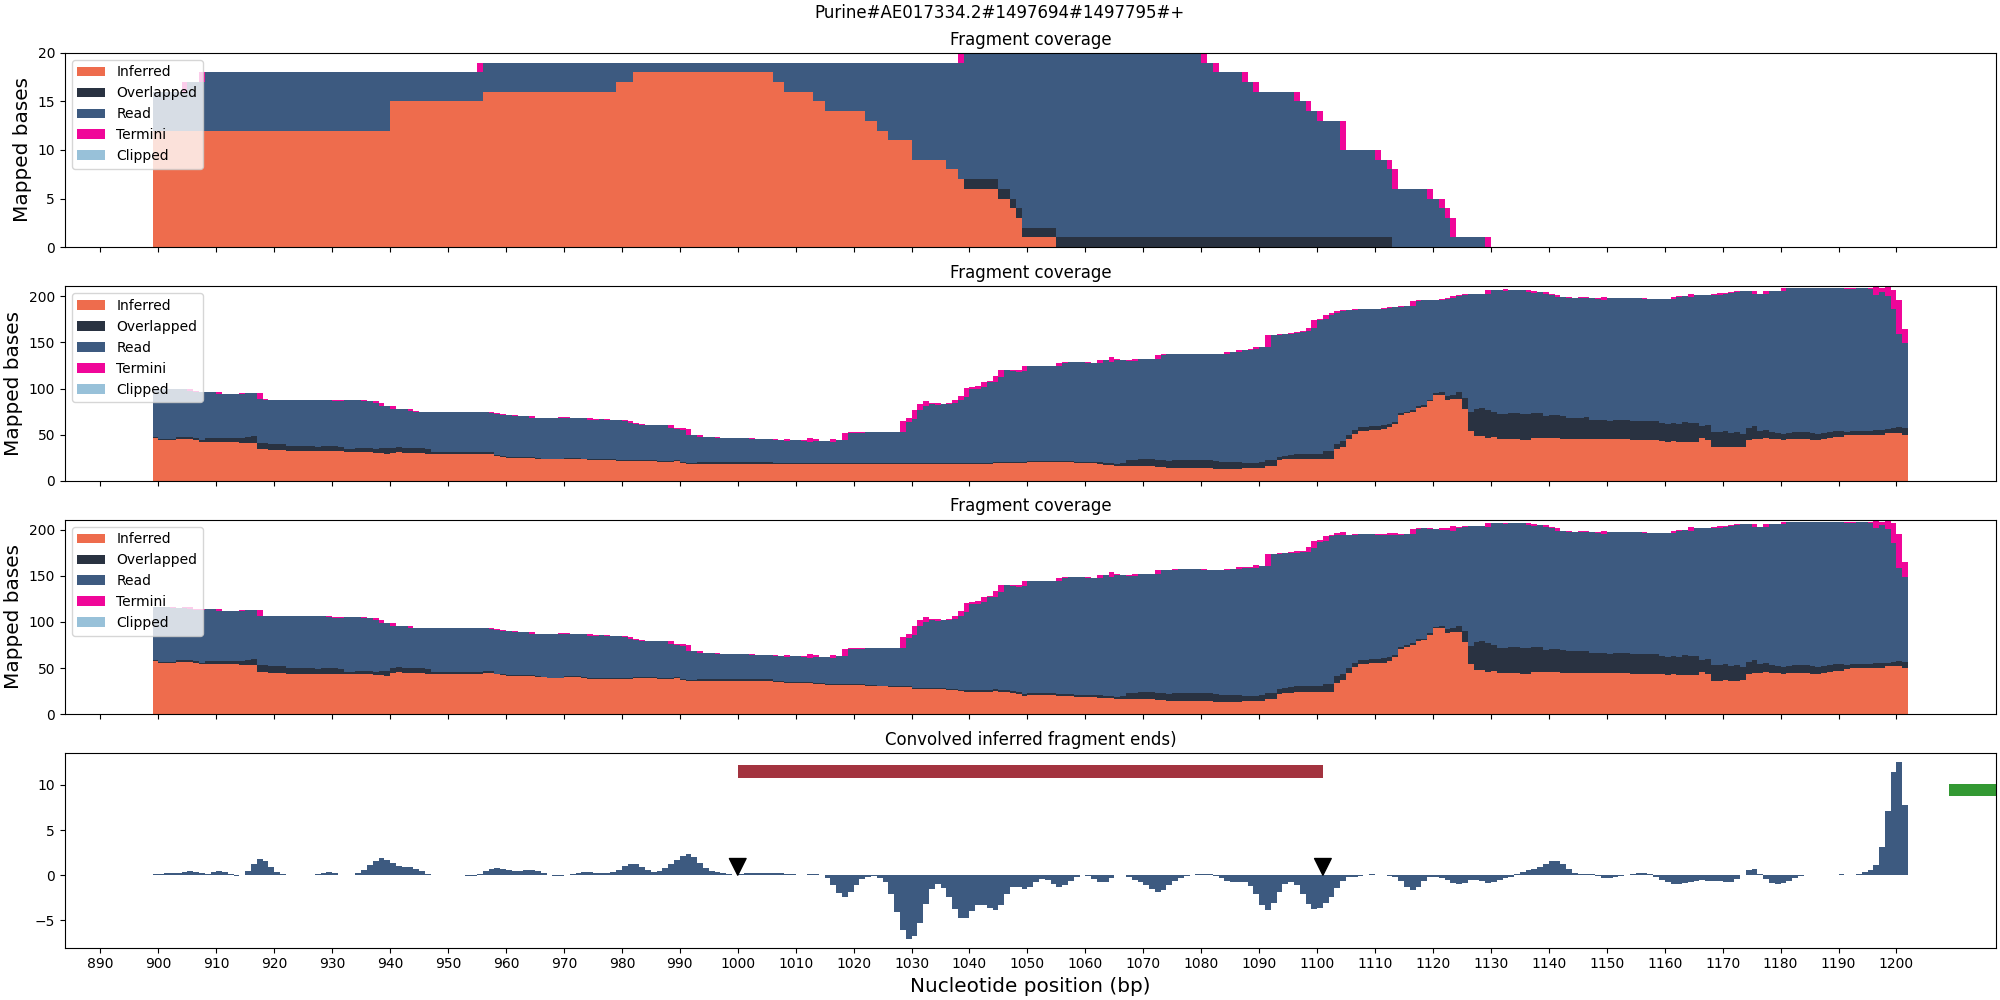 Purine#AE017334.2#1497694#1497795#+
Fragment coverage
Mapped bases
20
15
10
5
0
Inferred
Overlapped
Read
Termini
Clipped
Fragment coverage
Mapped bases
200
150
100
50
0
Inferred
Overlapped
Read
Termini
Clipped
Fragment coverage
Mapped bases
200
150
100
50
0
Inferred
Overlapped
Read
Termini
Clipped
Convolved inferred fragment ends)
10
5
0
−5
890 900 910 920 930 940 950 960 970 980 990 1000 1010 1020 1030 1040 1050 1060 1070 1080 1090 1100 1110 1120 1130 1140 1150 1160 1170 1180 1190 1200
Nucleotide position (bp)